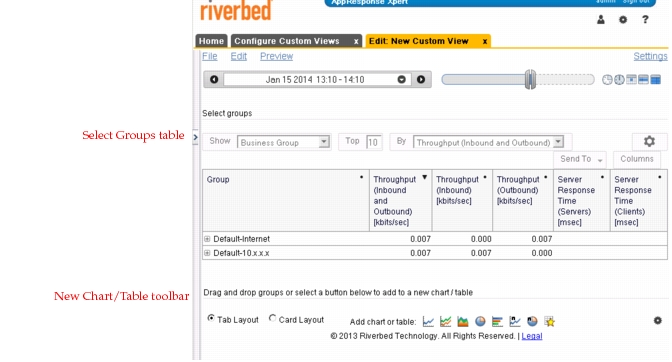 riverbed
AppResponse Xpert
admin Sign out
Home Configure Custom Views x Edit: New Custom View x
File Edit Preview Settings
Jan 15 2014 13:10 - 14:10
Select groups
Select Groups table
Show Business Group Top 10 By Throughput (Inbound and Outbound)
Send To Columns
Group Throughput (Inbound and Outbound) [kbits/sec] Throughput (Inbound) [kbits/sec] Throughput (Outbound) [kbits/sec] Server Response Time (Servers) [msec] Server Response Time (Clients) [msec]
Default-Internet 0.007 0.000 0.007
Default-10.x.x.x 0.007 0.007 0.000
New Chart/Table toolbar
Drag and drop groups or select a button below to add to a new chart / table
Tab Layout Card Layout Add chart or table:
© 2013 Riverbed Technology. All Rights Reserved. | Legal